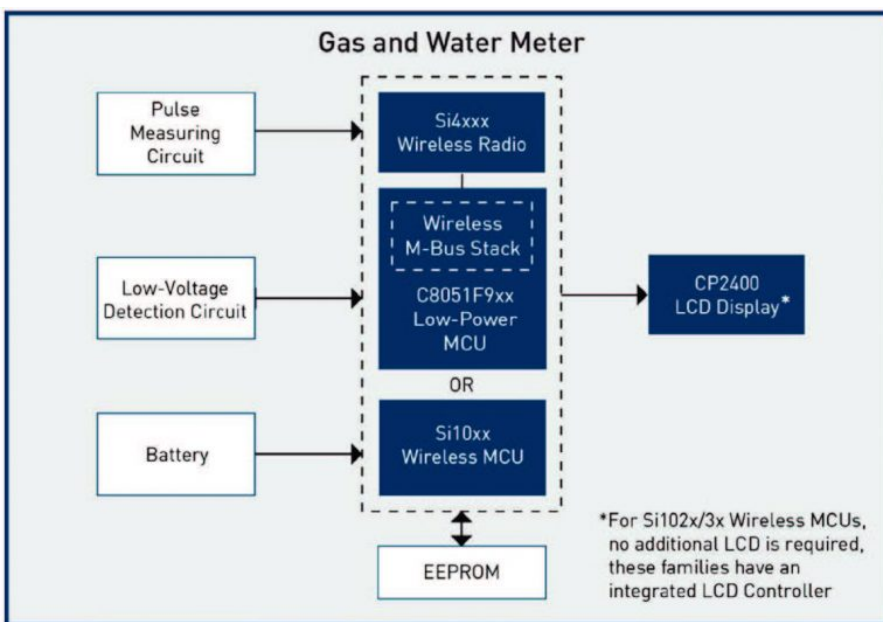 Gas and Water Meter
Pulse
Measuring
Circuit
Low-Voltage
Detection Circuit
Battery
Si4xxx
Wireless Radio
Wireless
M-Bus Stack
C8051F9xx
Low-Power
MCU
OR
Si10xx
Wireless MCU
EEPROM
CP2400
LCD Display*
*For Si102x/3x Wireless MCUs,
no additional LCD is required,
these families have an
integrated LCD Controller